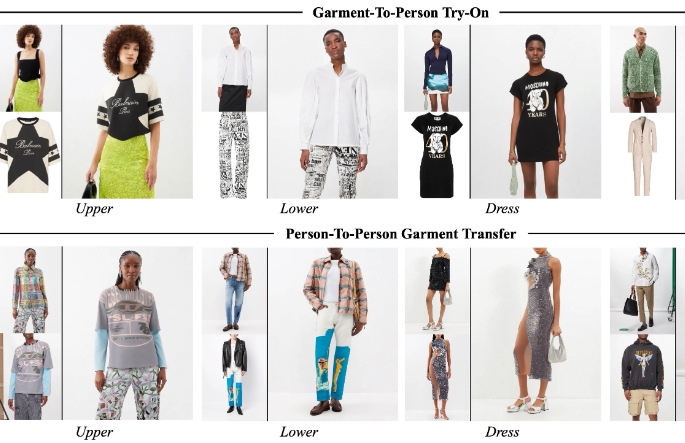 Garment-To-Person Try-On
Balmain
Paris
Balmain
Paris
MOSCHINO
40
YEARS
MOSCHINO
40
YEARS
Upper
Lower
Dress
Person-To-Person Garment Transfer
Upper
Lower
Dress